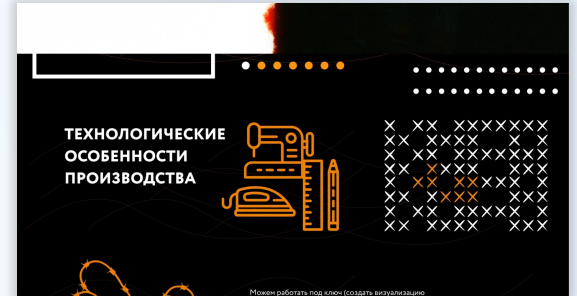 ТЕХНОЛОГИЧЕСКИЕ
ОСОБЕННОСТИ
ПРОИЗВОДСТВА
Можем работать под ключ (создать визуализацию